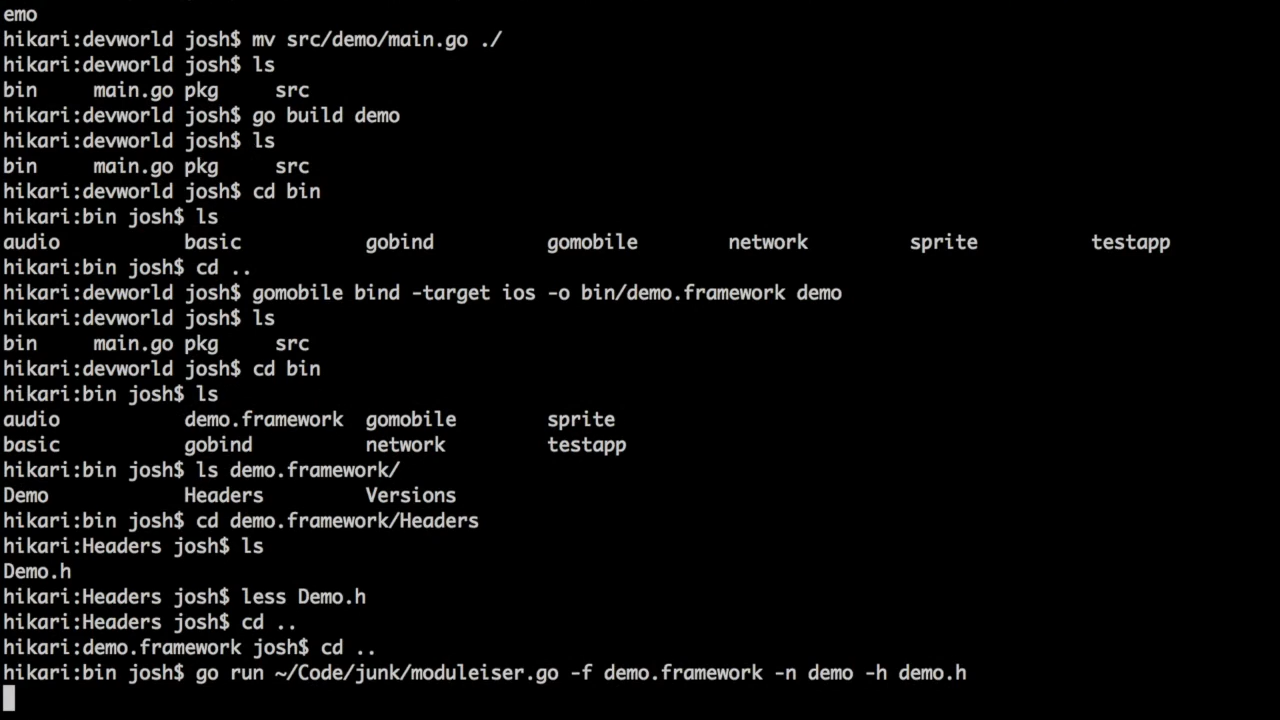 emo
hikari:devworld josh$ mv src/demo/main.go ./
hikari:devworld josh$ ls
bin     main.go pkg     src
hikari:devworld josh$ go build demo
hikari:devworld josh$ ls
bin     main.go pkg     src
hikari:devworld josh$ cd bin
hikari:bin josh$ ls
audio           basic           gobind          gomobile        network         sprite          testapp
hikari:bin josh$ cd ..
hikari:devworld josh$ gomobile bind -target ios -o bin/demo.framework demo
hikari:devworld josh$ ls
bin     main.go pkg     src
hikari:devworld josh$ cd bin
hikari:bin josh$ ls
audio           demo.framework  gomobile        sprite
basic           gobind          network         testapp
hikari:bin josh$ ls demo.framework/
Demo            Headers         Versions
hikari:bin josh$ cd demo.framework/Headers
hikari:Headers josh$ ls
Demo.h
hikari:Headers josh$ less Demo.h
hikari:Headers josh$ cd ..
hikari:demo.framework josh$ cd ..
hikari:bin josh$ go run ~/Code/junk/moduleiser.go -f demo.framework -n demo -h demo.h